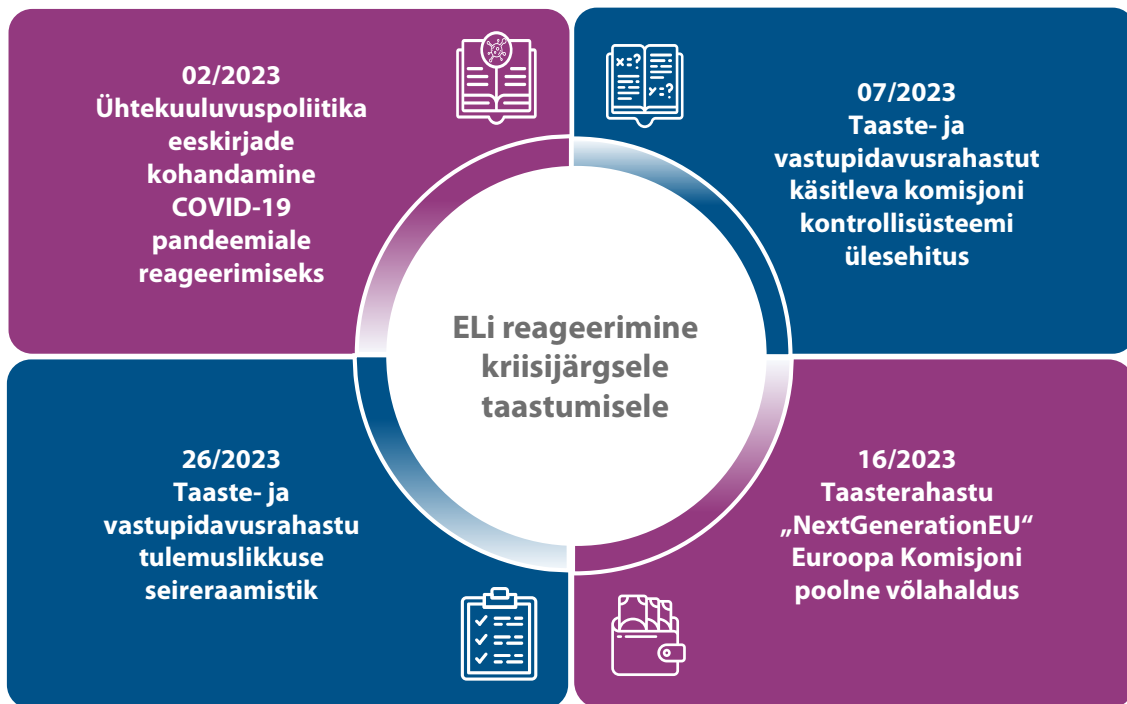 02/2023
Ühtekuuluvuspoliitika
eeskirjade
kohandamine
COVID-19
pandeemiale
reageerimiseks
x=?
y=?
07/2023
Taaste- ja
vastupidavusrahastut
käsitleva komisjoni
kontrollisüsteemi
ülesehitus
ELi reageerimine
kriisijärgsele
taastumisele
26/2023
Taaste- ja
vastupidavusrahastu
tulemuslikkuse
seireraamistik
16/2023
Taasterahastu
„NextGenerationEU“
Euroopa Komisjoni
poolne võlahaldus